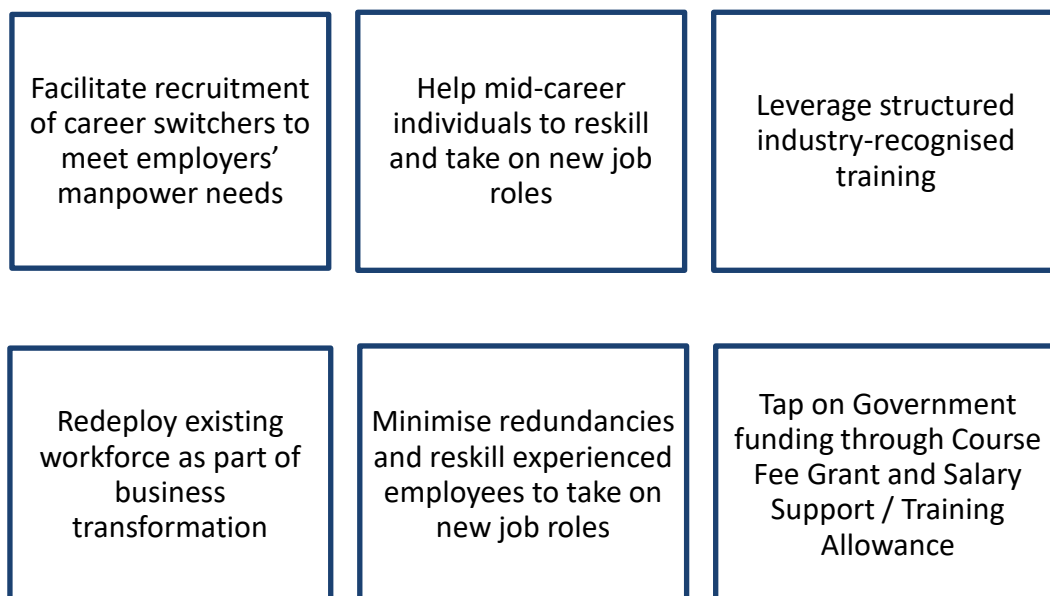 Facilitate recruitment
of career switchers to
meet employers’
manpower needs
Help mid-career
individuals to reskill
and take on new job
roles
Leverage structured
industry-recognised
training
Redeploy existing
workforce as part of
business
transformation
Minimise redundancies
and reskill experienced
employees to take on
new job roles
Tap on Government
funding through Course
Fee Grant and Salary
Support / Training
Allowance